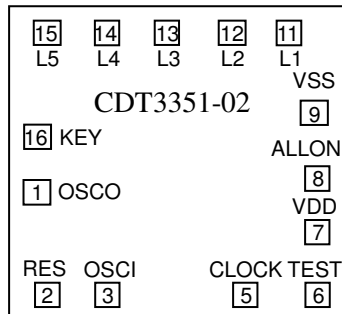 15 14 13 12 11
L5 L4 L3 L2 L1
VSS
CDT3351-02
9
16 KEY
ALLON
8
1 OSCO
VDD
7
RES OSCI CLOCK TEST
2 3 5 6